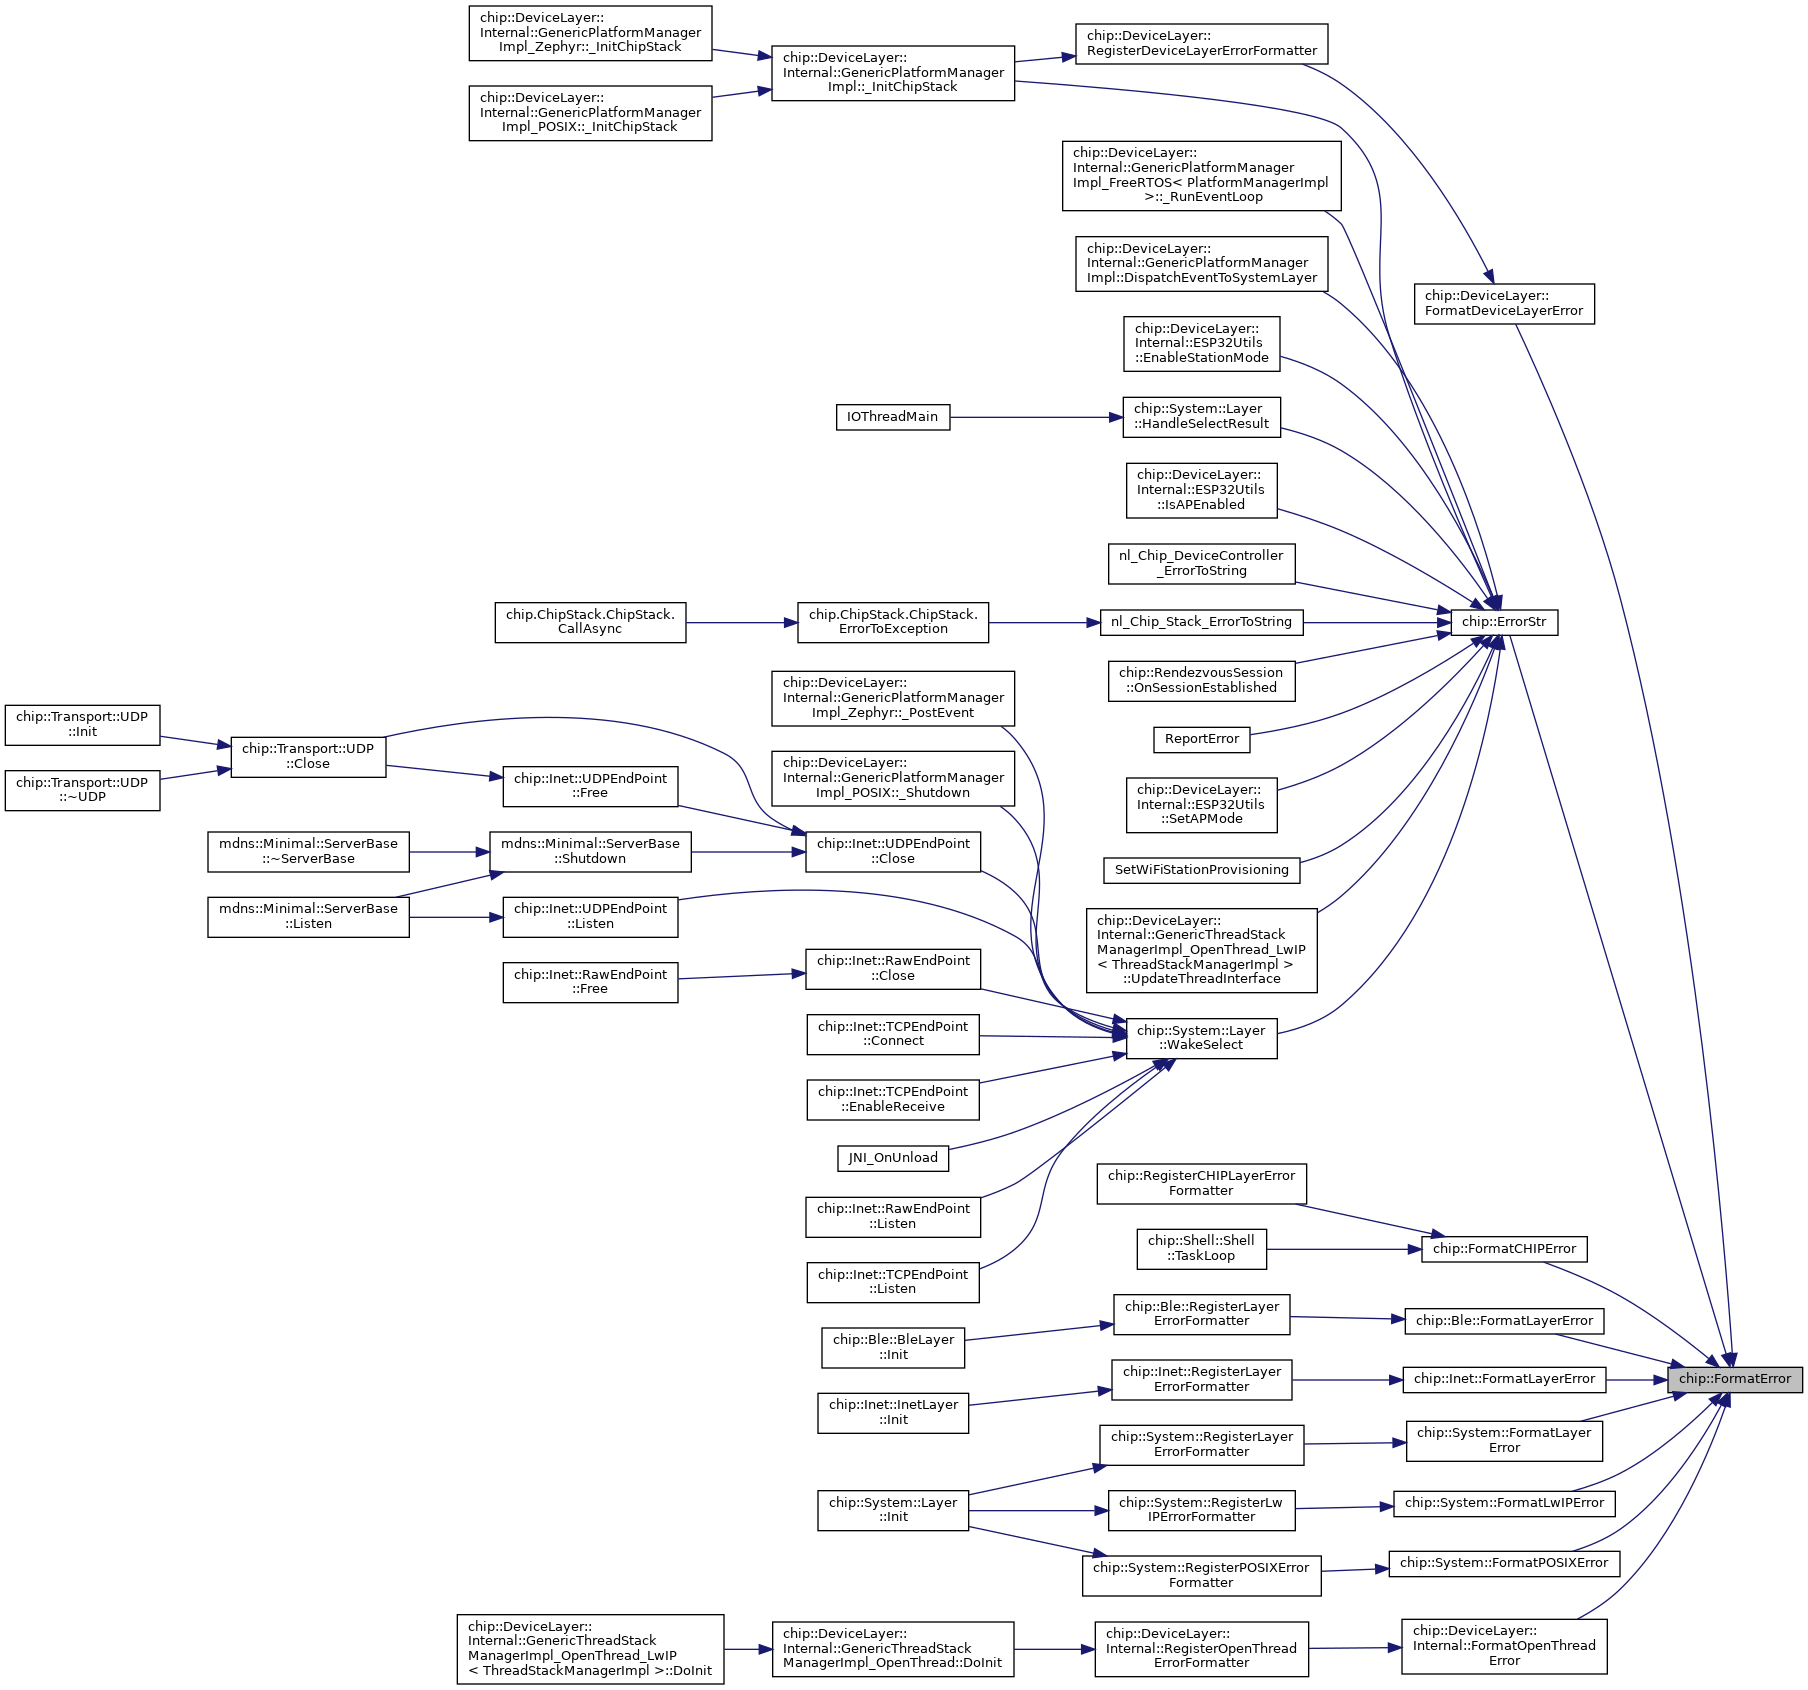 chip::DeviceLayer::
Internal::GenericPlatformManager
Impl_Zephyr::_InitChipStack
chip::DeviceLayer::
Internal::GenericPlatformManager
Impl_POSIX::_InitChipStack
chip::DeviceLayer::
Internal::GenericPlatformManager
Impl::_InitChipStack
chip::DeviceLayer::
RegisterDeviceLayerErrorFormatter
chip::DeviceLayer::
Internal::GenericPlatformManager
Impl_FreeRTOS< PlatformManagerImpl
>::_RunEventLoop
chip::DeviceLayer::
Internal::GenericPlatformManager
Impl::DispatchEventToSystemLayer
chip::DeviceLayer::
FormatDeviceLayerError
chip::DeviceLayer::
Internal::ESP32Utils
::EnableStationMode
IOThreadMain
chip::System::Layer
::HandleSelectResult
chip::DeviceLayer::
Internal::ESP32Utils
::IsAPEnabled
nl_Chip_DeviceController
_ErrorToString
chip.ChipStack.ChipStack.
CallAsync
chip.ChipStack.ChipStack.
ErrorToException
nl_Chip_Stack_ErrorToString
chip::ErrorStr
chip::RendezvousSession
::OnSessionEstablished
ReportError
chip::DeviceLayer::
Internal::ESP32Utils
::SetAPMode
SetWiFiStationProvisioning
chip::DeviceLayer::
Internal::GenericThreadStack
ManagerImpl_OpenThread_LwIP
< ThreadStackManagerImpl >
::UpdateThreadInterface
chip::DeviceLayer::
Internal::GenericPlatformManager
Impl_Zephyr::_PostEvent
chip::DeviceLayer::
Internal::GenericPlatformManager
Impl_POSIX::_Shutdown
chip::Transport::UDP
::Init
chip::Transport::UDP
::~UDP
chip::Transport::UDP
::Close
chip::Inet::UDPEndPoint
::Free
mdns::Minimal::ServerBase
::~ServerBase
mdns::Minimal::ServerBase
::Shutdown
chip::Inet::UDPEndPoint
::Close
mdns::Minimal::ServerBase
::Listen
chip::Inet::UDPEndPoint
::Listen
chip::Inet::RawEndPoint
::Free
chip::Inet::RawEndPoint
::Close
chip::Inet::TCPEndPoint
::Connect
chip::System::Layer
::WakeSelect
chip::Inet::TCPEndPoint
::EnableReceive
JNI_OnUnload
chip::Inet::RawEndPoint
::Listen
chip::Inet::TCPEndPoint
::Listen
chip::RegisterCHIPLayerError
Formatter
chip::Shell::Shell
::TaskLoop
chip::FormatCHIPError
chip::Ble::BleLayer
::Init
chip::Ble::RegisterLayer
ErrorFormatter
chip::Ble::FormatLayerError
chip::Inet::InetLayer
::Init
chip::Inet::RegisterLayer
ErrorFormatter
chip::Inet::FormatLayerError
chip::FormatError
chip::System::RegisterLayer
ErrorFormatter
chip::System::FormatLayer
Error
chip::System::Layer
::Init
chip::System::RegisterLw
IPErrorFormatter
chip::System::FormatLwIPError
chip::System::RegisterPOSIXError
Formatter
chip::System::FormatPOSIXError
chip::DeviceLayer::
Internal::GenericThreadStack
ManagerImpl_OpenThread_LwIP
< ThreadStackManagerImpl >::DoInit
chip::DeviceLayer::
Internal::GenericThreadStack
ManagerImpl_OpenThread::DoInit
chip::DeviceLayer::
Internal::RegisterOpenThread
ErrorFormatter
chip::DeviceLayer::
Internal::FormatOpenThread
Error